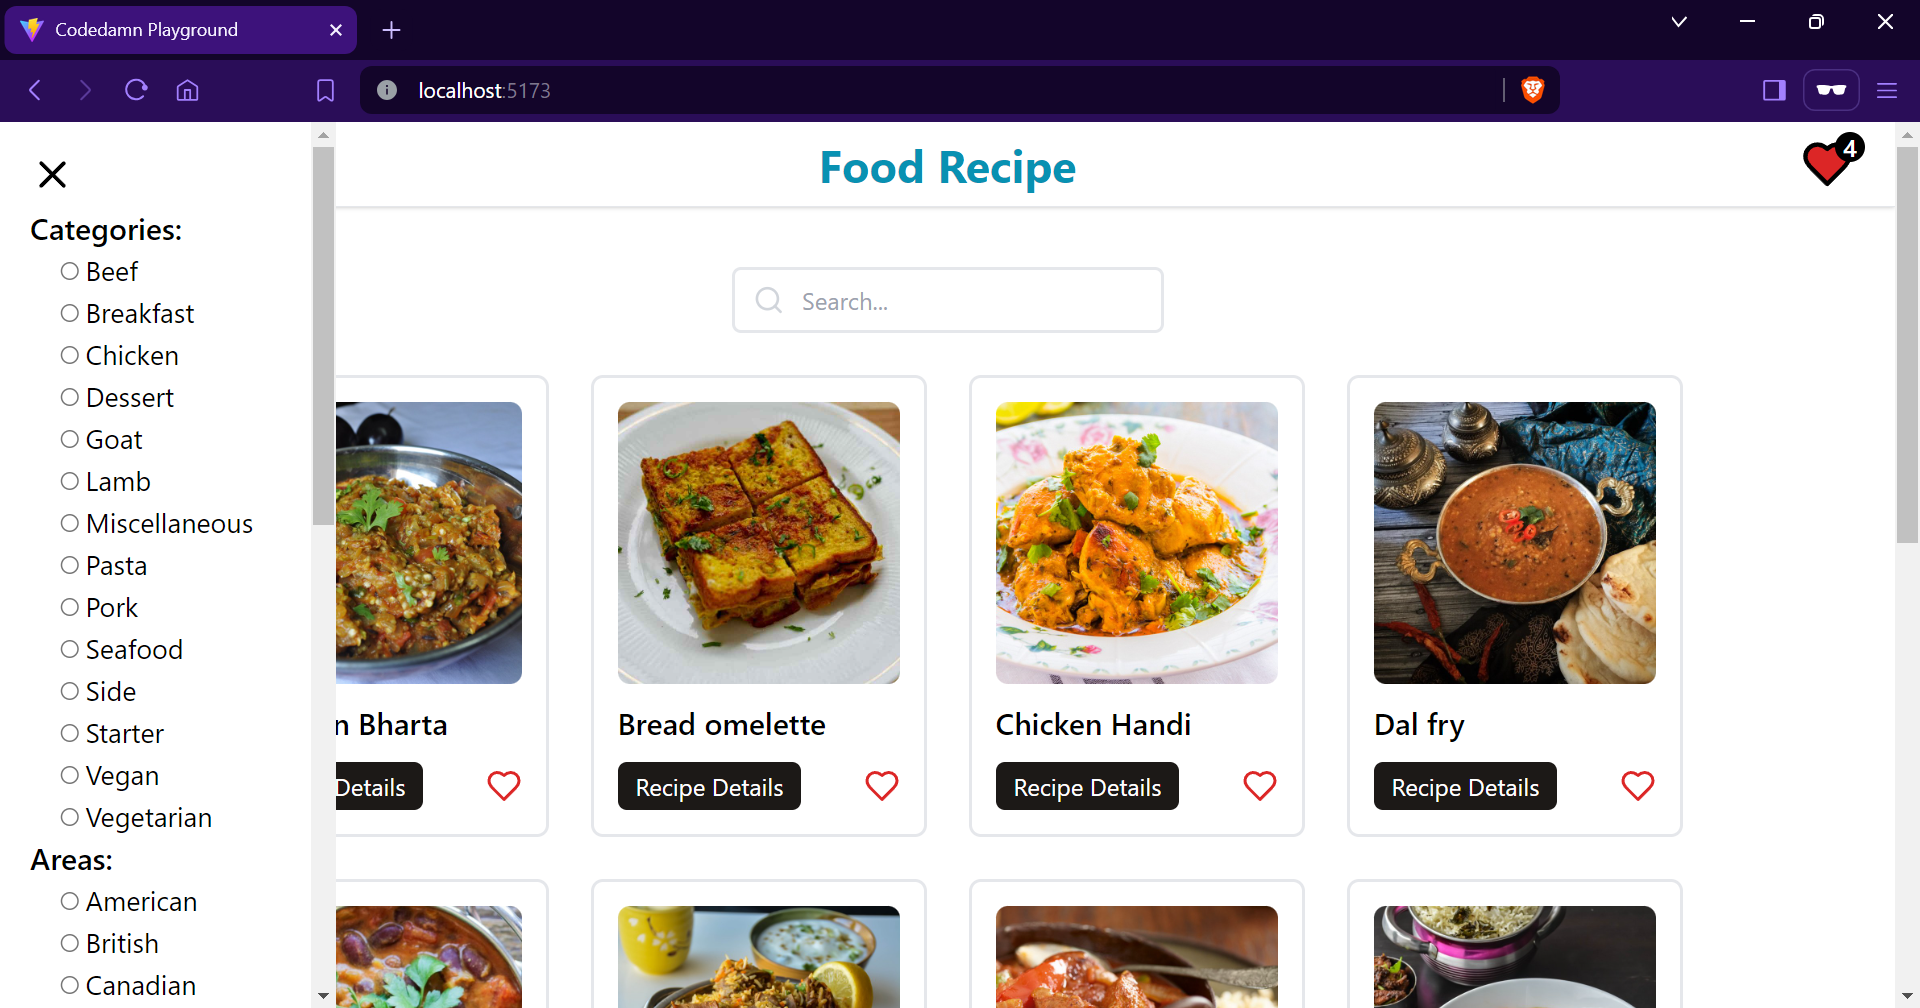 Codedamn Playground
localhost:5173
Food Recipe
4
Search...
Categories:
Beef
Breakfast
Chicken
Dessert
Goat
Lamb
Miscellaneous
Pasta
Pork
Seafood
Side
Starter
Vegan
Vegetarian
Areas:
American
British
Canadian
n Bharta
Details
Bread omelette
Recipe Details
Chicken Handi
Recipe Details
Dal fry
Recipe Details